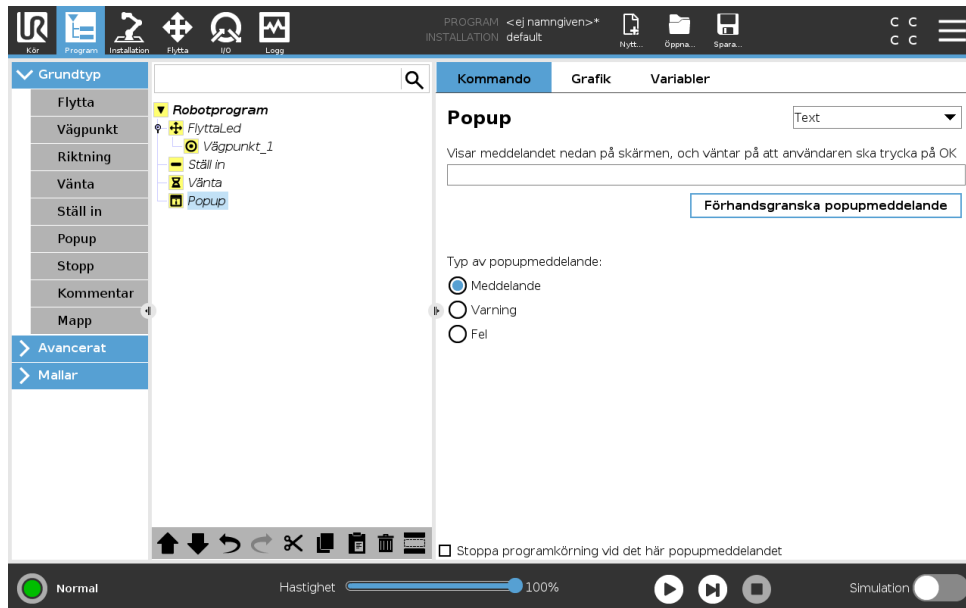 PROGRAM <ej namngiven>*
INSTALLATION default
Kör Program Installation Flytta I/O Logg Nytt... Öppna... Spara...
C C
C C
Grundtyp
Flytta
Vägpunkt
Riktning
Vänta
Ställ in
Popup
Stopp
Kommentar
Mapp
Avancerat
Mallar
Robotprogram
FlyttaLed
Vägpunkt_1
Ställ in
Vänta
Popup
Kommando Grafik Variabler
Popup
Text
Visar meddelandet nedan på skärmen, och väntar på att användaren ska trycka på OK
Förhandsgranska popupmeddelande
Typ av popupmeddelande:
Meddelande
Varning
Fel
Stoppa programkörning vid det här popupmeddelandet
Normal
Hastighet 100%
Simulation